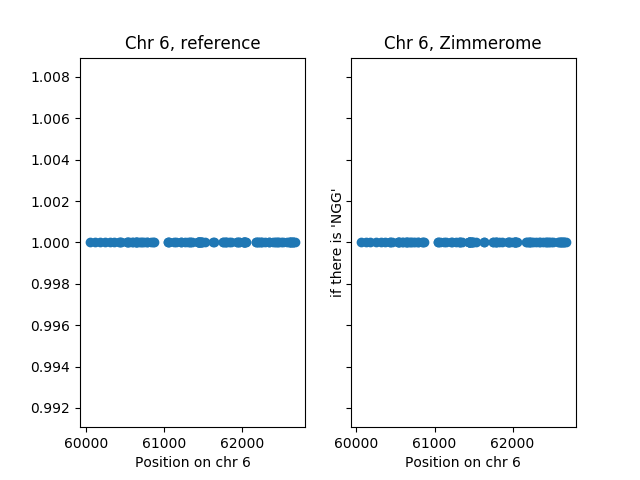 Chr 6, reference
Chr 6, Zimmerome
1.008
1.006
1.004
1.002
1.000
0.998
0.996
0.994
0.992
if there is 'NGG'
60000 61000 62000
60000 61000 62000
Position on chr 6
Position on chr 6